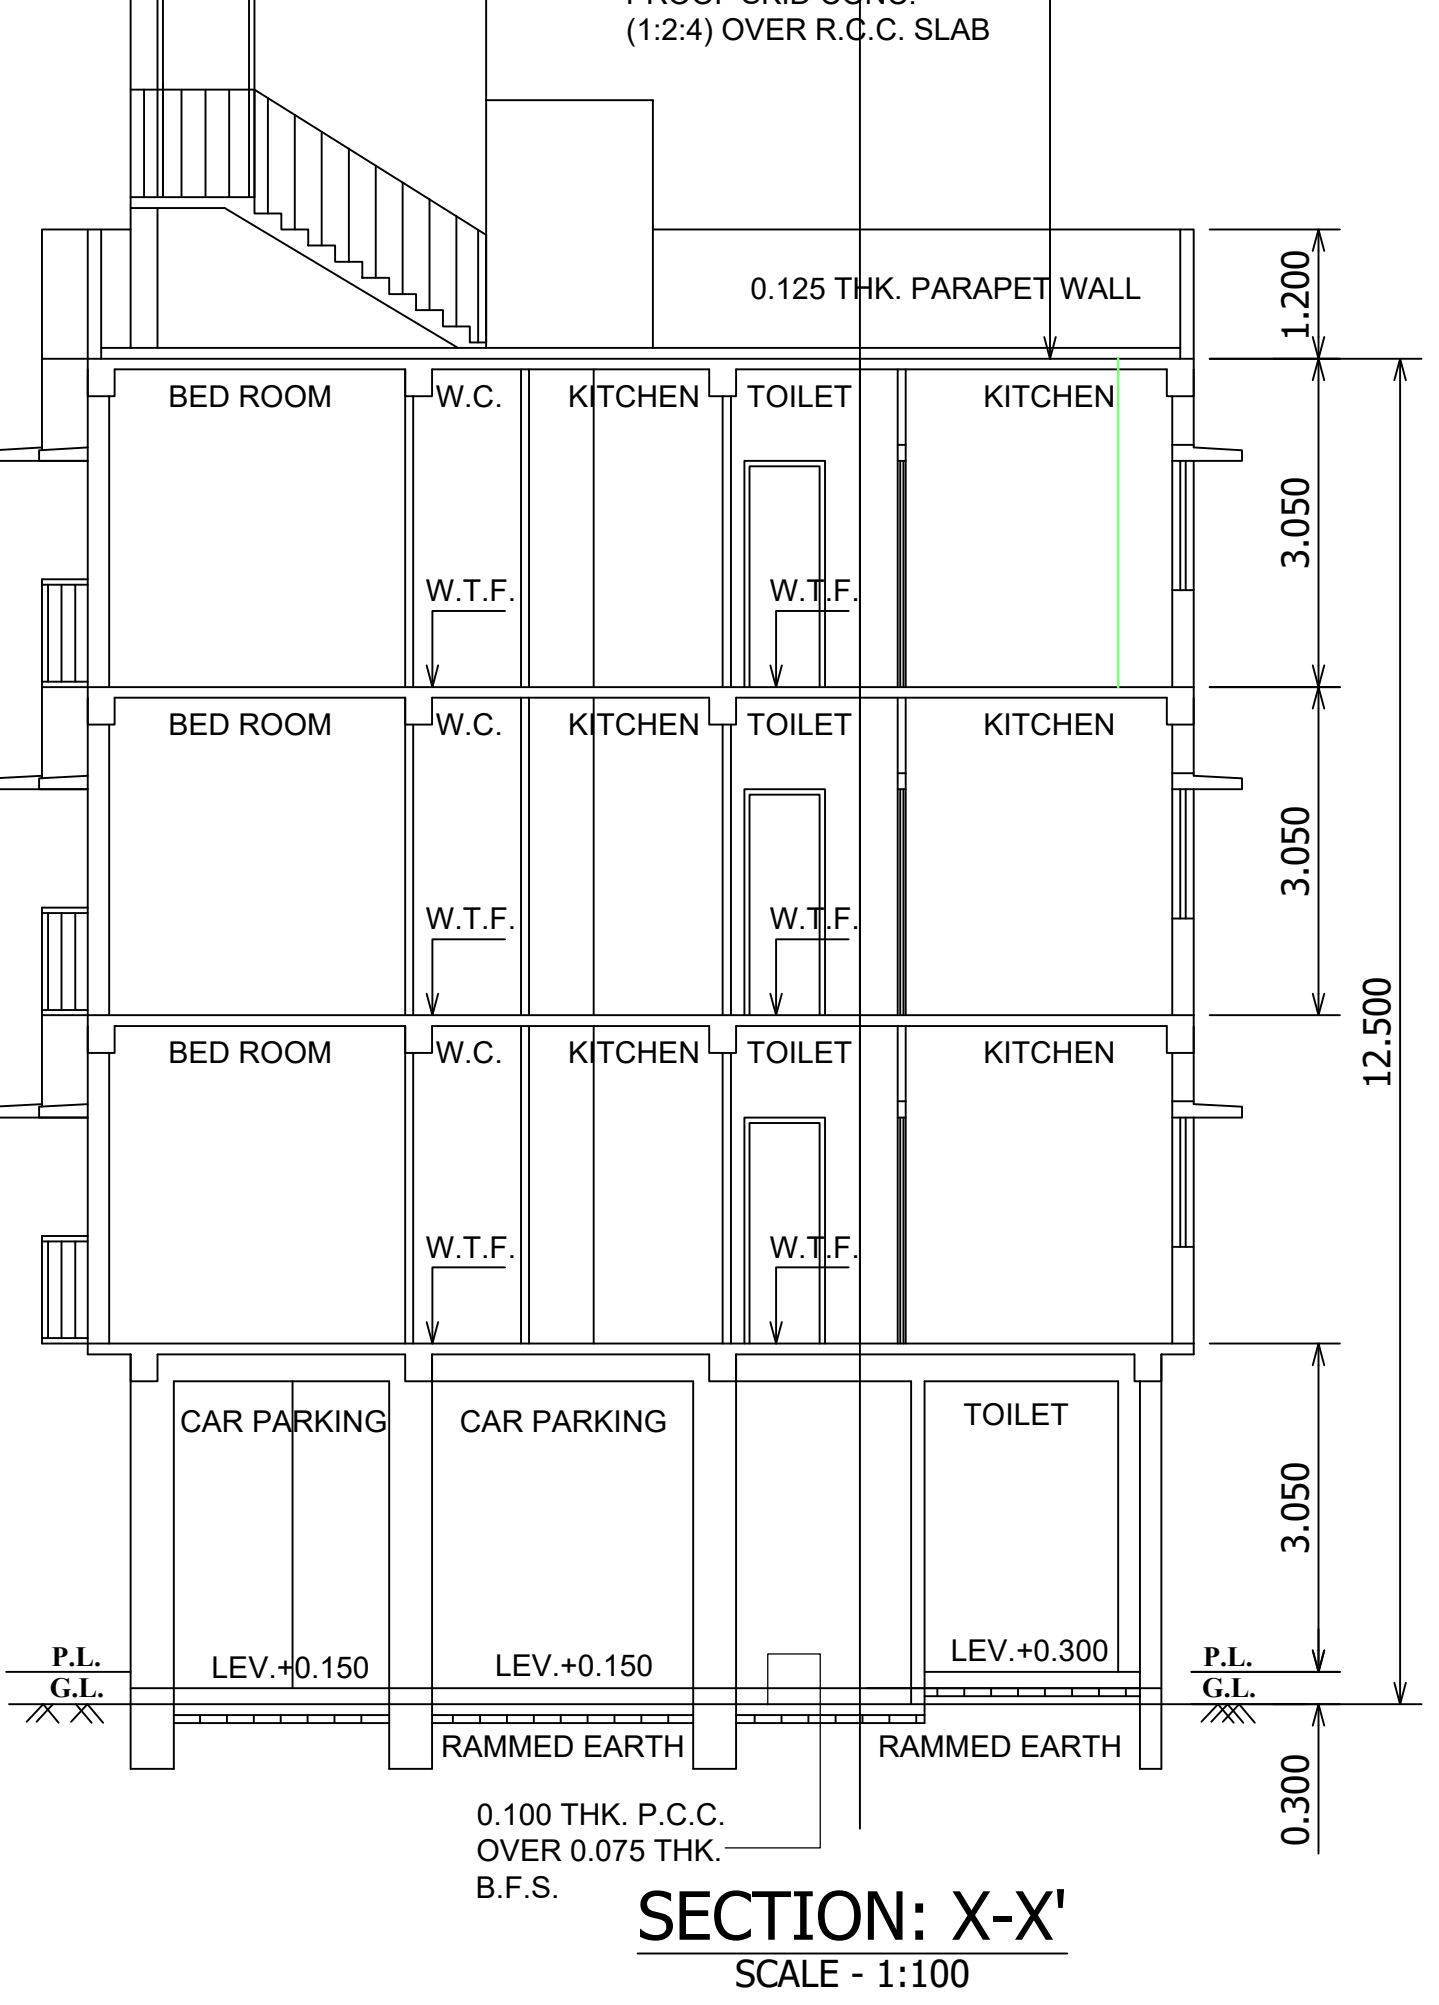 PROOF SKID CONC.
(1:2:4) OVER R.C.C. SLAB
0.125 THK. PARAPET WALL
1.200
BED ROOM W.C. KITCHEN TOILET KITCHEN
3.050
W.T.F. W.T.F.
BED ROOM W.C. KITCHEN TOILET KITCHEN
3.050
W.T.F. W.T.F.
12.500
BED ROOM W.C. KITCHEN TOILET KITCHEN
W.T.F. W.T.F.
CAR PARKING CAR PARKING TOILET
3.050
P.L. LEV.+0.150 LEV.+0.150 LEV.+0.300 P.L.
G.L. G.L.
RAMMED EARTH RAMMED EARTH
0.300
0.100 THK. P.C.C.
OVER 0.075 THK.
B.F.S.
SECTION: X-X'
SCALE - 1:100